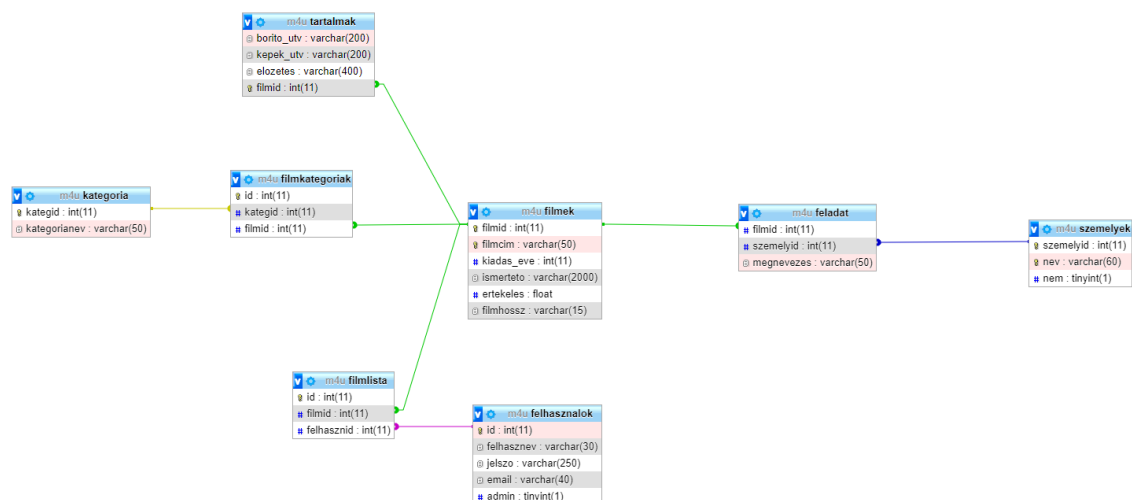 m4u tartalmak
borito_utv : varchar(200)
kepek_utv : varchar(200)
elozetes : varchar(400)
filmid : int(11)
m4u kategoria
kategid : int(11)
kategorianev : varchar(50)
m4u filmkategoriak
id : int(11)
kategid : int(11)
filmid : int(11)
m4u filmek
filmid : int(11)
filmcim : varchar(50)
kiadas_eve : int(11)
ismerteto : varchar(2000)
ertekeles : float
filmhossz : varchar(15)
m4u feladat
filmid : int(11)
szemelyid : int(11)
megnevezes : varchar(50)
m4u szemelyek
szemelyid : int(11)
nev : varchar(60)
nem : tinyint(1)
m4u filmlista
id : int(11)
filmid : int(11)
felhasznid : int(11)
m4u felhasznalok
id : int(11)
felhasznev : varchar(30)
jelszo : varchar(250)
email : varchar(40)
admin : tinyint(1)